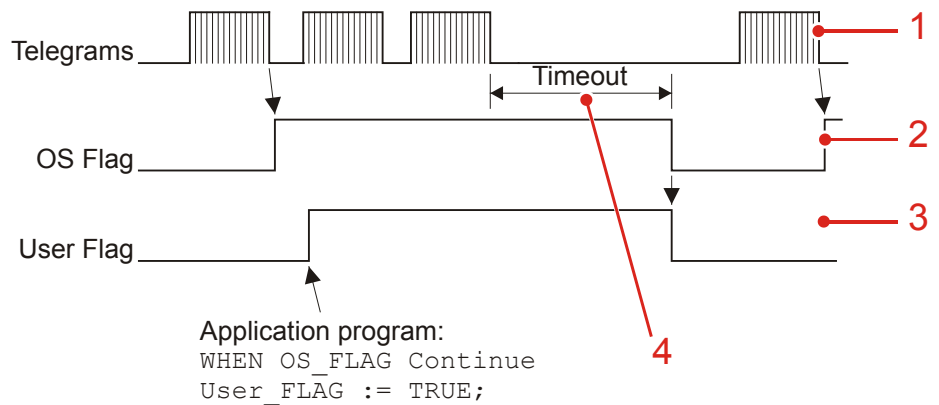 Telegrams
1
Timeout
OS Flag
2
User Flag
3
4
Application program:
WHEN OS_FLAG Continue
User_FLAG := TRUE;